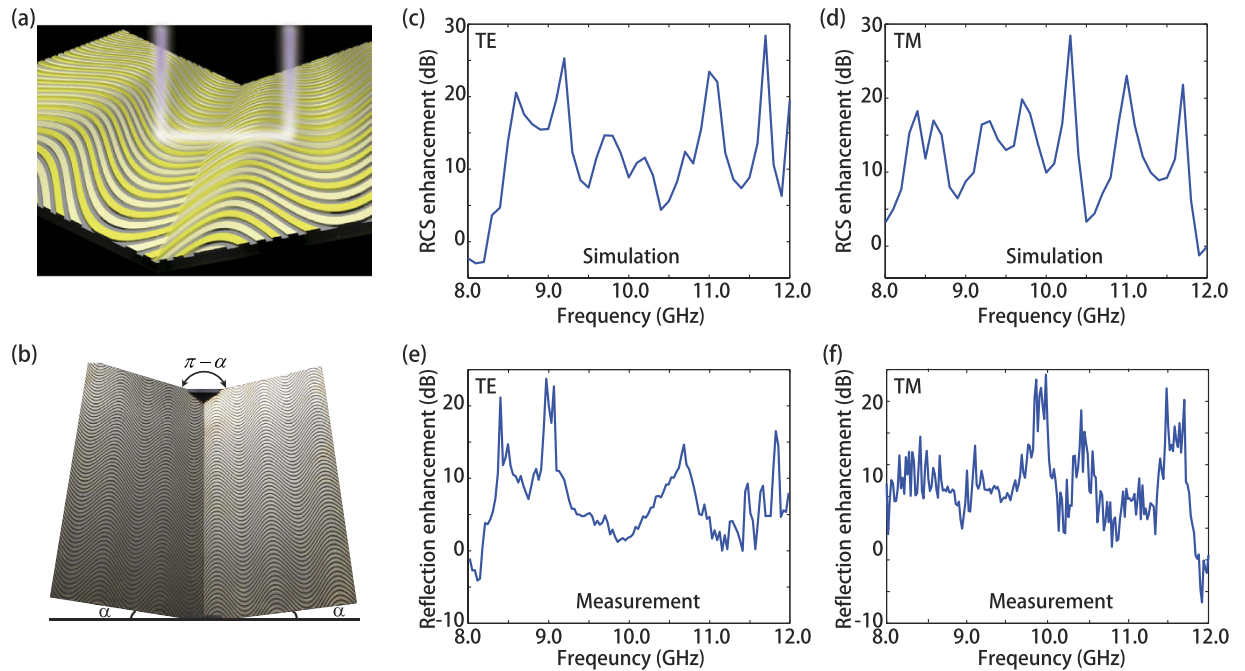 (a)
(b)
π − α
α
α
(c)
TE
RCS enhancement (dB)
30
20
10
0
Simulation
8.0 9.0 10.0 11.0 12.0
Frequency (GHz)
(d)
TM
RCS enhancement (dB)
30
20
10
0
Simulation
8.0 9.0 10.0 11.0 12.0
Frequency (GHz)
(e)
TE
Reflection enhancement (dB)
20
10
0
-10
Measurement
8.0 9.0 10.0 11.0 12.0
Freqeuncy (GHz)
(f)
TM
Reflection enhancement (dB)
20
10
0
-10
Measurement
8.0 9.0 10.0 11.0 12.0
Freqeuncy (GHz)